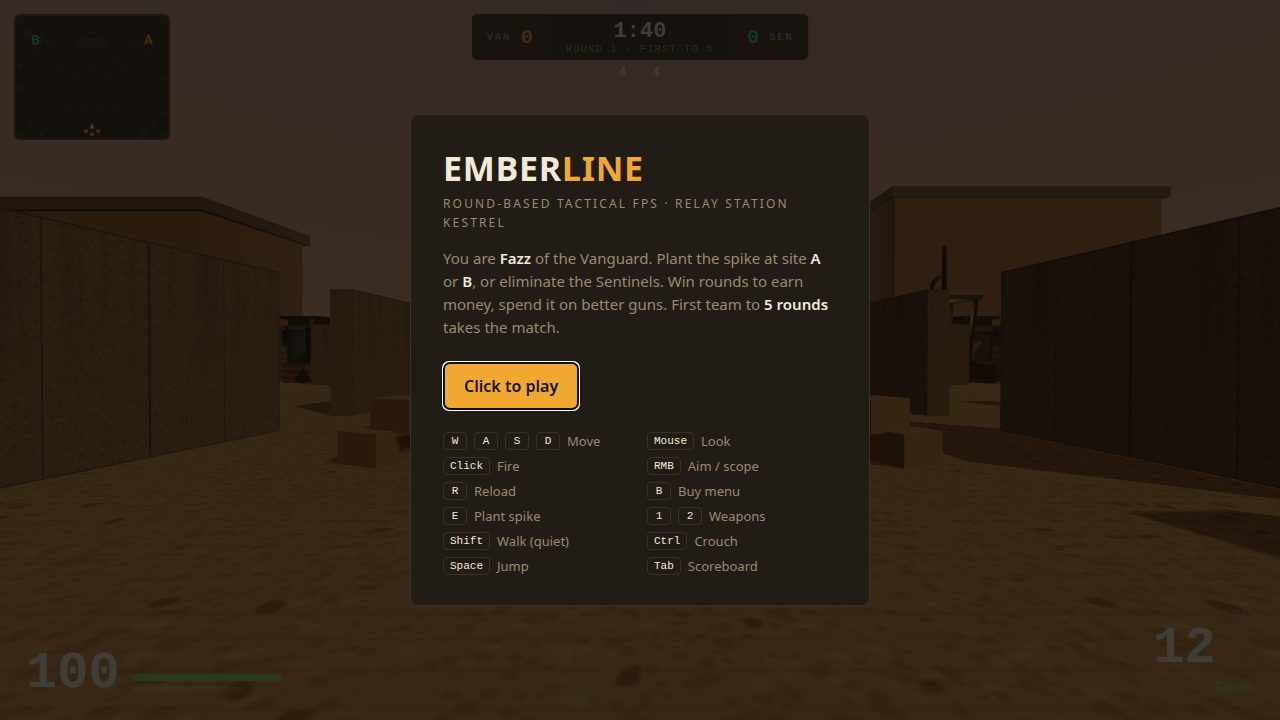 B
A
VAN 0
1:40
ROUND 1 · FIRST TO 5
0 SEN
4
4
EMBERLINE
ROUND-BASED TACTICAL FPS · RELAY STATION
KESTREL
You are Fazz of the Vanguard. Plant the spike at site A
or B, or eliminate the Sentinels. Win rounds to earn
money, spend it on better guns. First team to 5 rounds
takes the match.
Click to play
W A S D Move
Mouse Look
Click Fire
RMB Aim / scope
R Reload
B Buy menu
E Plant spike
1 2 Weapons
Shift Walk (quiet)
Ctrl Crouch
Space Jump
Tab Scoreboard
100
12
$800